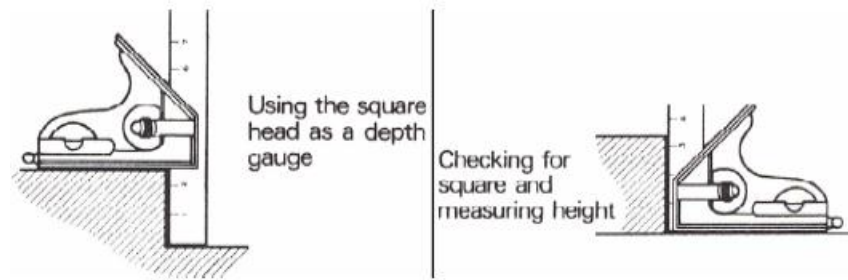 Using the square
head as a depth
gauge
Checking for
square and
measuring height